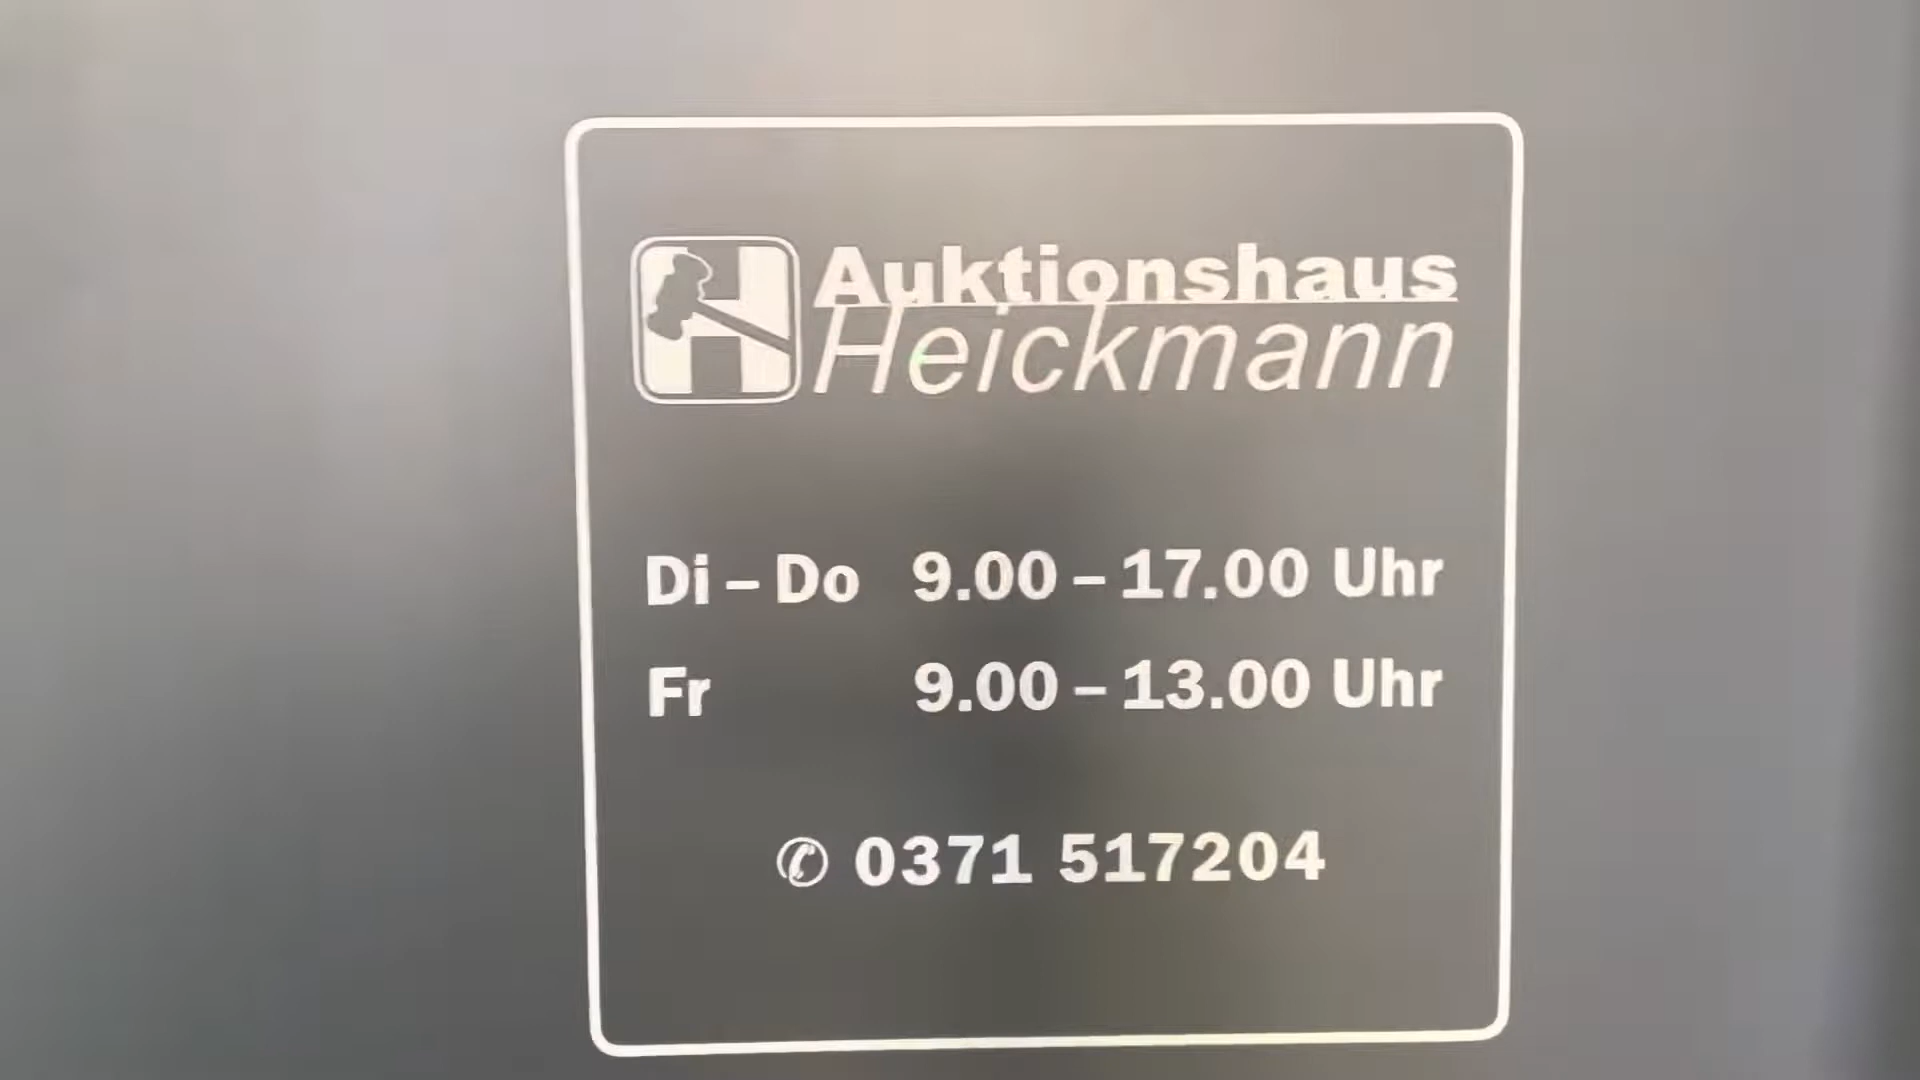 Auktionshaus
Heickmann
Di – Do 9.00 – 17.00 Uhr
Fr 9.00 – 13.00 Uhr
✆ 0371 517204